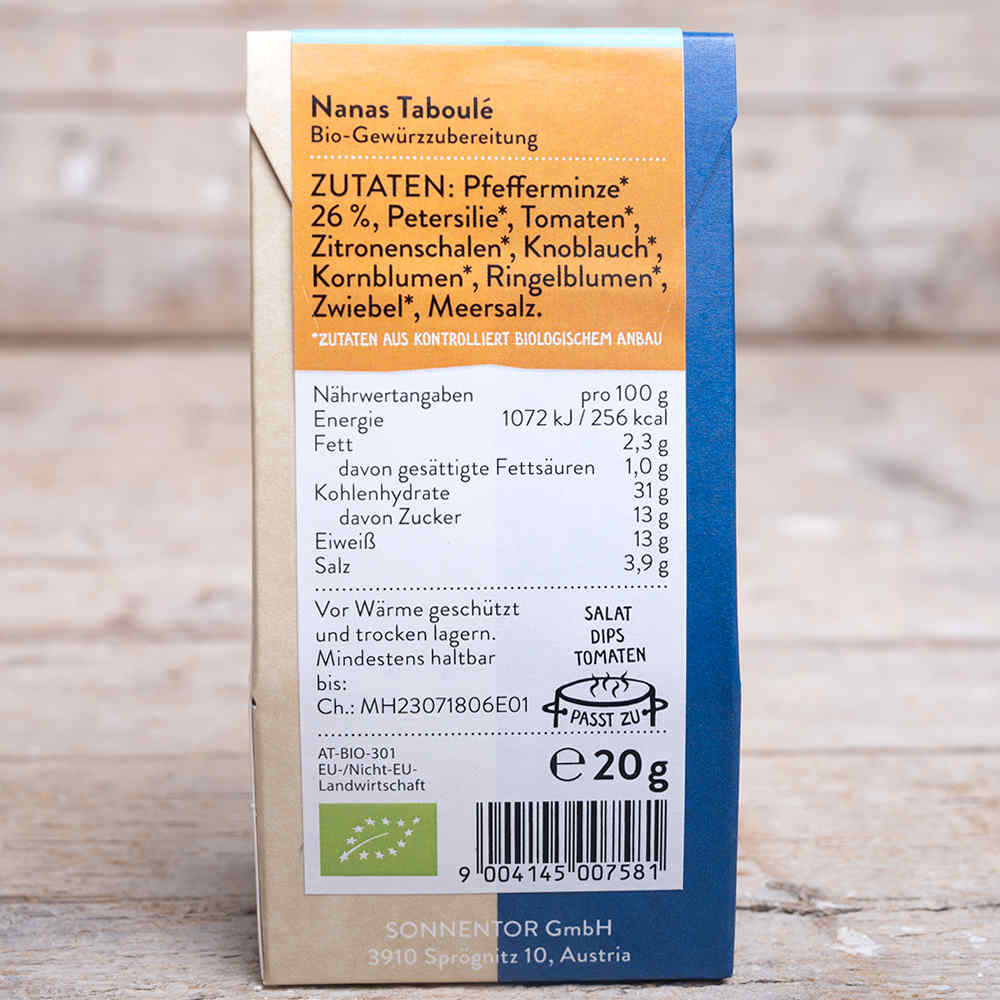 Nanas Taboulé
Bio-Gewürzzubereitung
ZUTATEN: Pfefferminze*
26 %, Petersilie*, Tomaten*,
Zitronenschalen*, Knoblauch*,
Kornblumen*, Ringelblumen*,
Zwiebel*, Meersalz.
*ZUTATEN AUS KONTROLLIERT BIOLOGISCHEM ANBAU
Nährwertangaben pro 100 g
Energie 1072 kJ / 256 kcal
Fett 2,3 g
davon gesättigte Fettsäuren 1,0 g
Kohlenhydrate 31 g
davon Zucker 13 g
Eiweiß 13 g
Salz 3,9 g
Vor Wärme geschützt
und trocken lagern.
Mindestens haltbar
bis:
Ch.: MH23071806E01
SALAT
DIPS
TOMATEN
PASST ZU
AT-BIO-301
EU-/Nicht-EU-
Landwirtschaft
℮ 20 g
9 004145 007581
SONNENTOR GmbH
3910 Sprögnitz 10, Austria